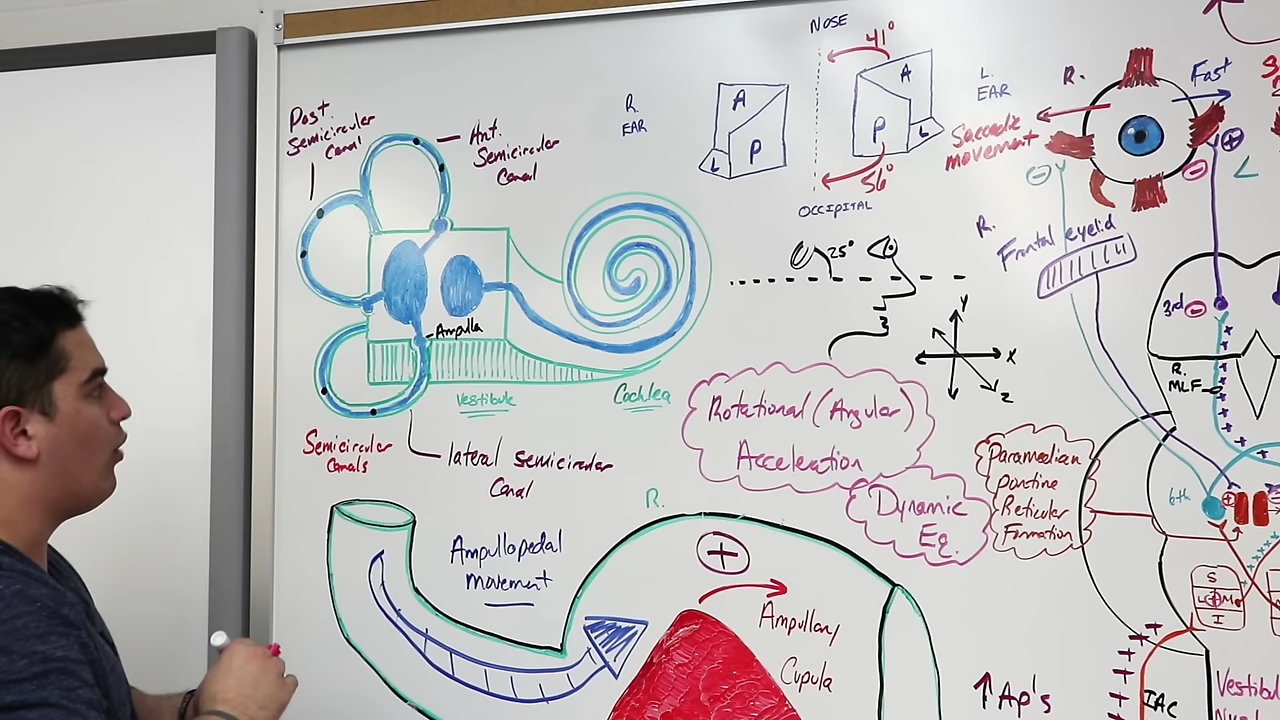 Post.
Semicircular
Canal
Ant.
Semicircular
Canal
Ampulla
Vestibule
Cochlea
Semicircular
Canals
lateral semicircular
Canal
NOSE
41°
R.
EAR
A
P
L
A
P
L
L.
EAR
56°
OCCIPITAL
25°
Y
X
Z
Rotational (Angular)
Acceleration
Dynamic
Eq.
R.
Fast
Saccadic
movement
R.
Frontal eyelid
3rd
R.
MLF
Paramedian
pontine
Reticular
Formation
6th
S
L M
I
Ampullopedal
movement
R.
+
Ampullary
Cupula
↑ Ap's
IAC